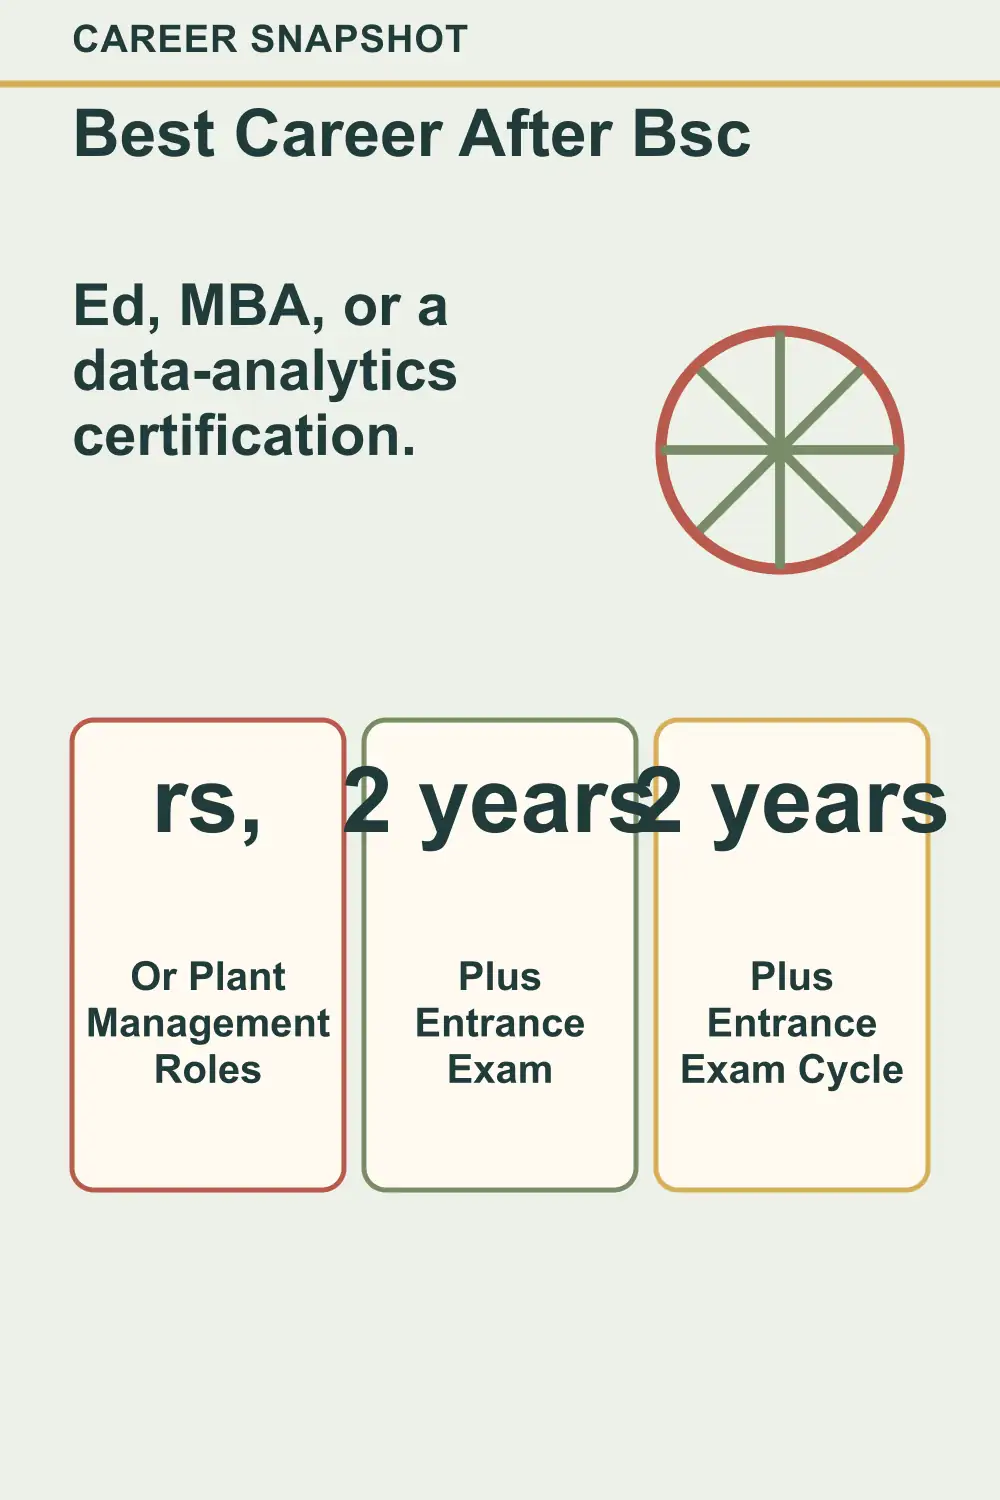 CAREER SNAPSHOT
Best Career After Bsc
Ed, MBA, or a
data-analytics
certification.
rs,
Or Plant
Management
Roles
2 years
Plus
Entrance
Exam
2 years
Plus
Entrance
Exam Cycle